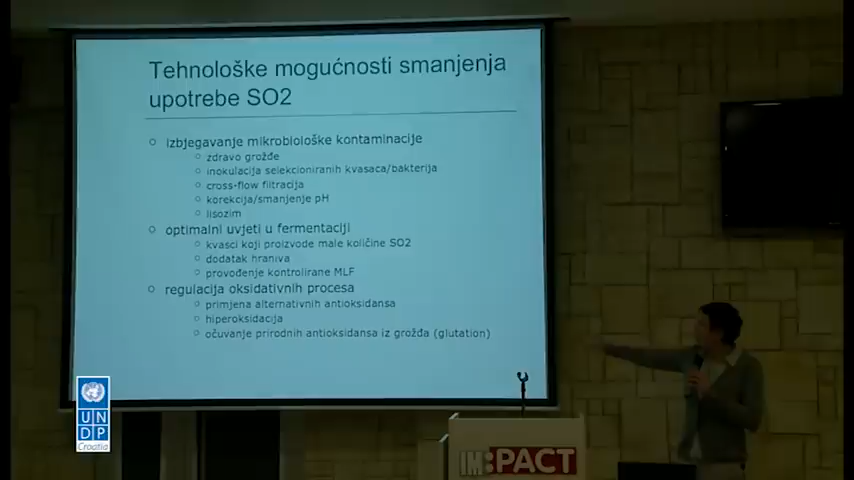 Tehnološke mogućnosti smanjenja
upotrebe SO2
izbjegavanje mikrobiološke kontaminacije
zdravo grožđe
inokulacija selekcioniranih kvasaca/bakterija
cross-flow filtracija
korekcija/smanjenje pH
lisozim
optimalni uvjeti u fermentaciji
kvasci koji proizvode male količine SO2
dodatak hraniva
provođenje kontrolirane MLF
regulacija oksidativnih procesa
primjena alternativnih antioksidansa
hiperoksidacija
očuvanje prirodnih antioksidansa iz grožđa (glutation)
UN
DP
Croatia
IM:PACT